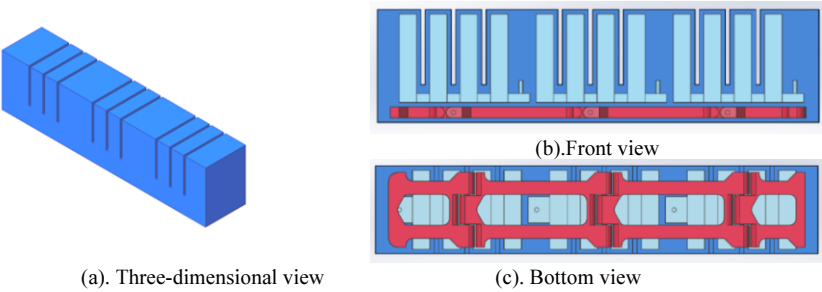 (b).Front view
(a). Three-dimensional view
(c). Bottom view